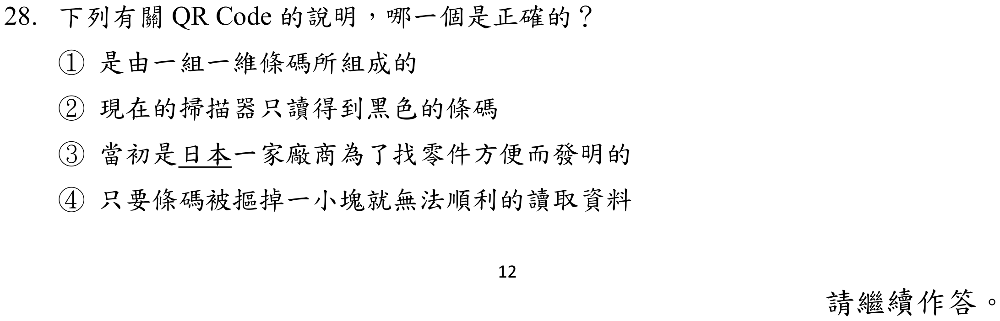 28. 下列有關 QR Code 的說明，哪一個是正確的？
① 是由一組一維條碼所組成的
② 現在的掃描器只讀得到黑色的條碼
③ 當初是日本一家廠商為了找零件方便而發明的
④ 只要條碼被摳掉一小塊就無法順利的讀取資料
12
請繼續作答。